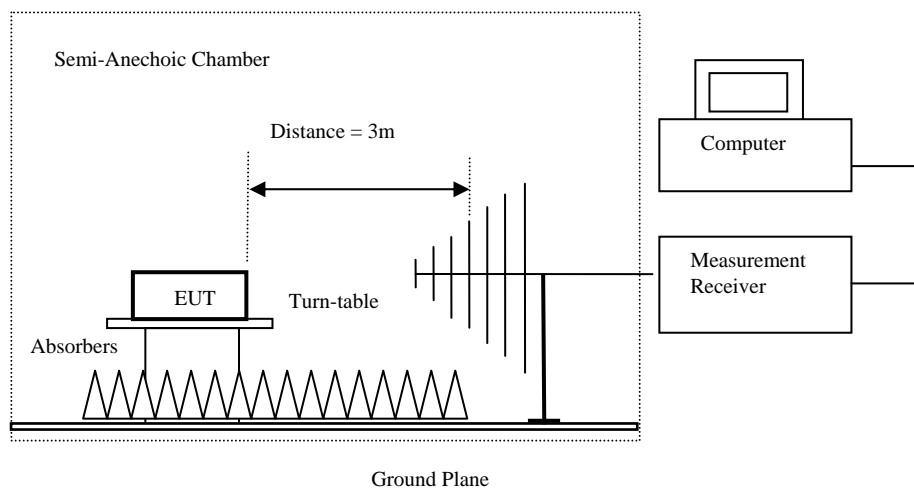 Semi-Anechoic Chamber
Distance = 3m
Computer
Measurement
Receiver
EUT
Turn-table
Absorbers
Ground Plane